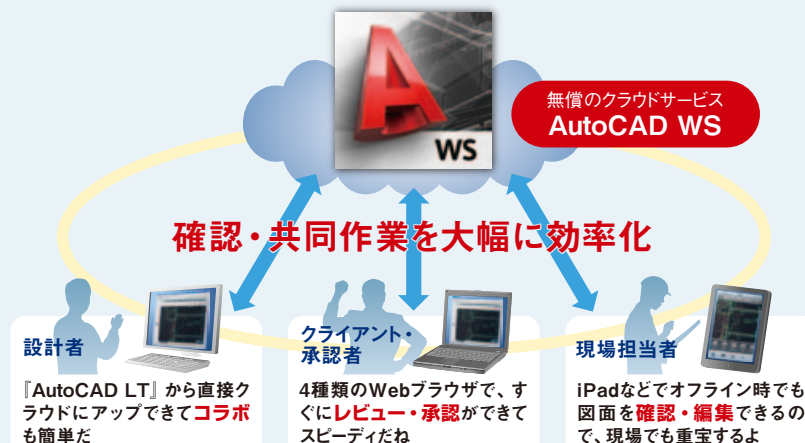 A
WS
無償のクラウドサービス
AutoCAD WS
確認・共同作業を大幅に効率化
設計者
『AutoCAD LT』から直接ク
ラウドにアップできてコラボ
も簡単だ
クライアント・
承認者
4種類のWebブラウザで、す
ぐにレビュー・承認ができて
スピーディだね
現場担当者
iPadなどでオフライン時でも
図面を確認・編集できるの
で、現場でも重宝するよ